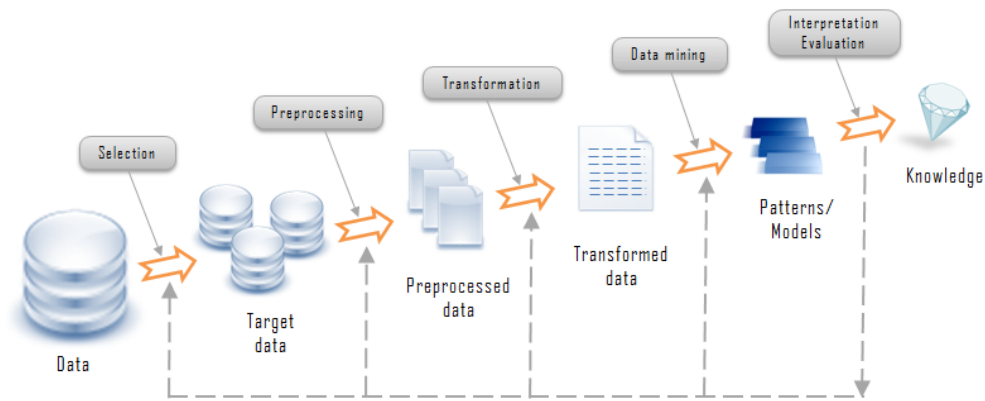 Interpretation
Evaluation
Data mining
Transformation
Preprocessing
Selection
Knowledge
Patterns/
Models
Transformed
data
Preprocessed
data
Target
data
Data